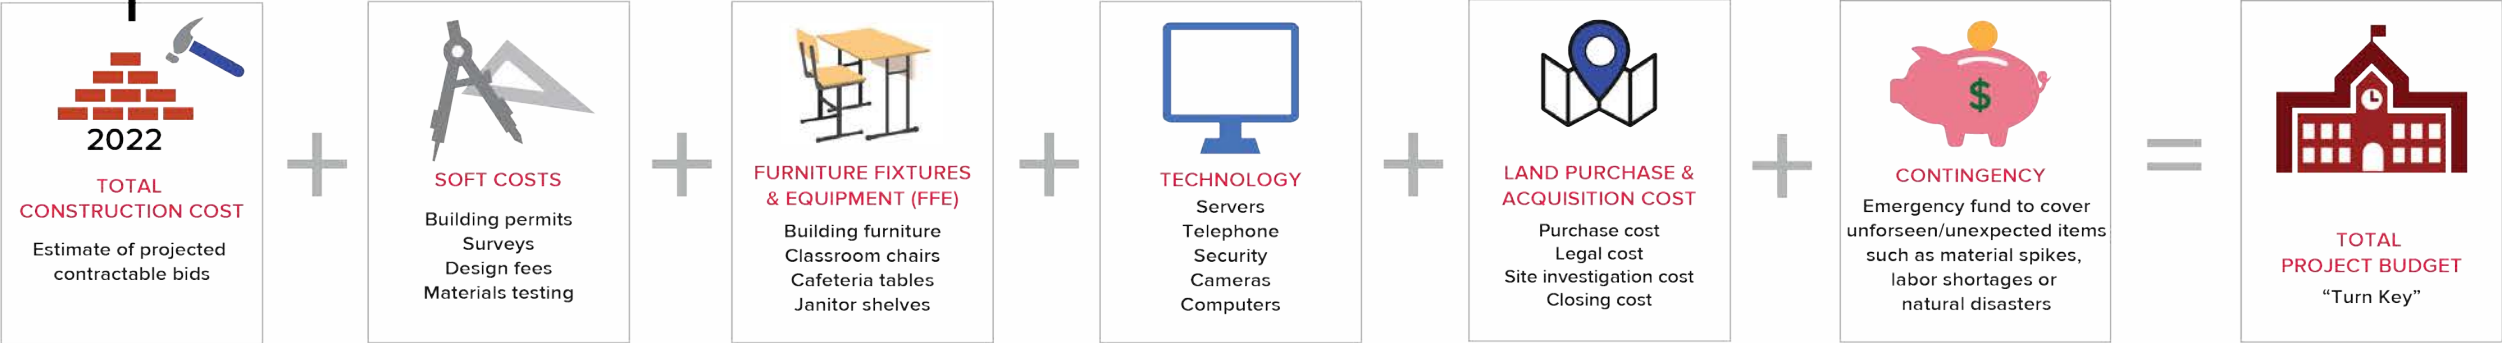 2022
TOTAL
CONSTRUCTION COST
Estimate of projected
contractable bids
+
SOFT COSTS
Building permits
Surveys
Design fees
Materials testing
+
FURNITURE FIXTURES
& EQUIPMENT (FFE)
Building furniture
Classroom chairs
Cafeteria tables
Janitor shelves
+
TECHNOLOGY
Servers
Telephone
Security
Cameras
Computers
+
LAND PURCHASE &
ACQUISITION COST
Purchase cost
Legal cost
Site investigation cost
Closing cost
+
$
CONTINGENCY
Emergency fund to cover
unforseen/unexpected items
such as material spikes,
labor shortages or
natural disasters
=
TOTAL
PROJECT BUDGET
“Turn Key”